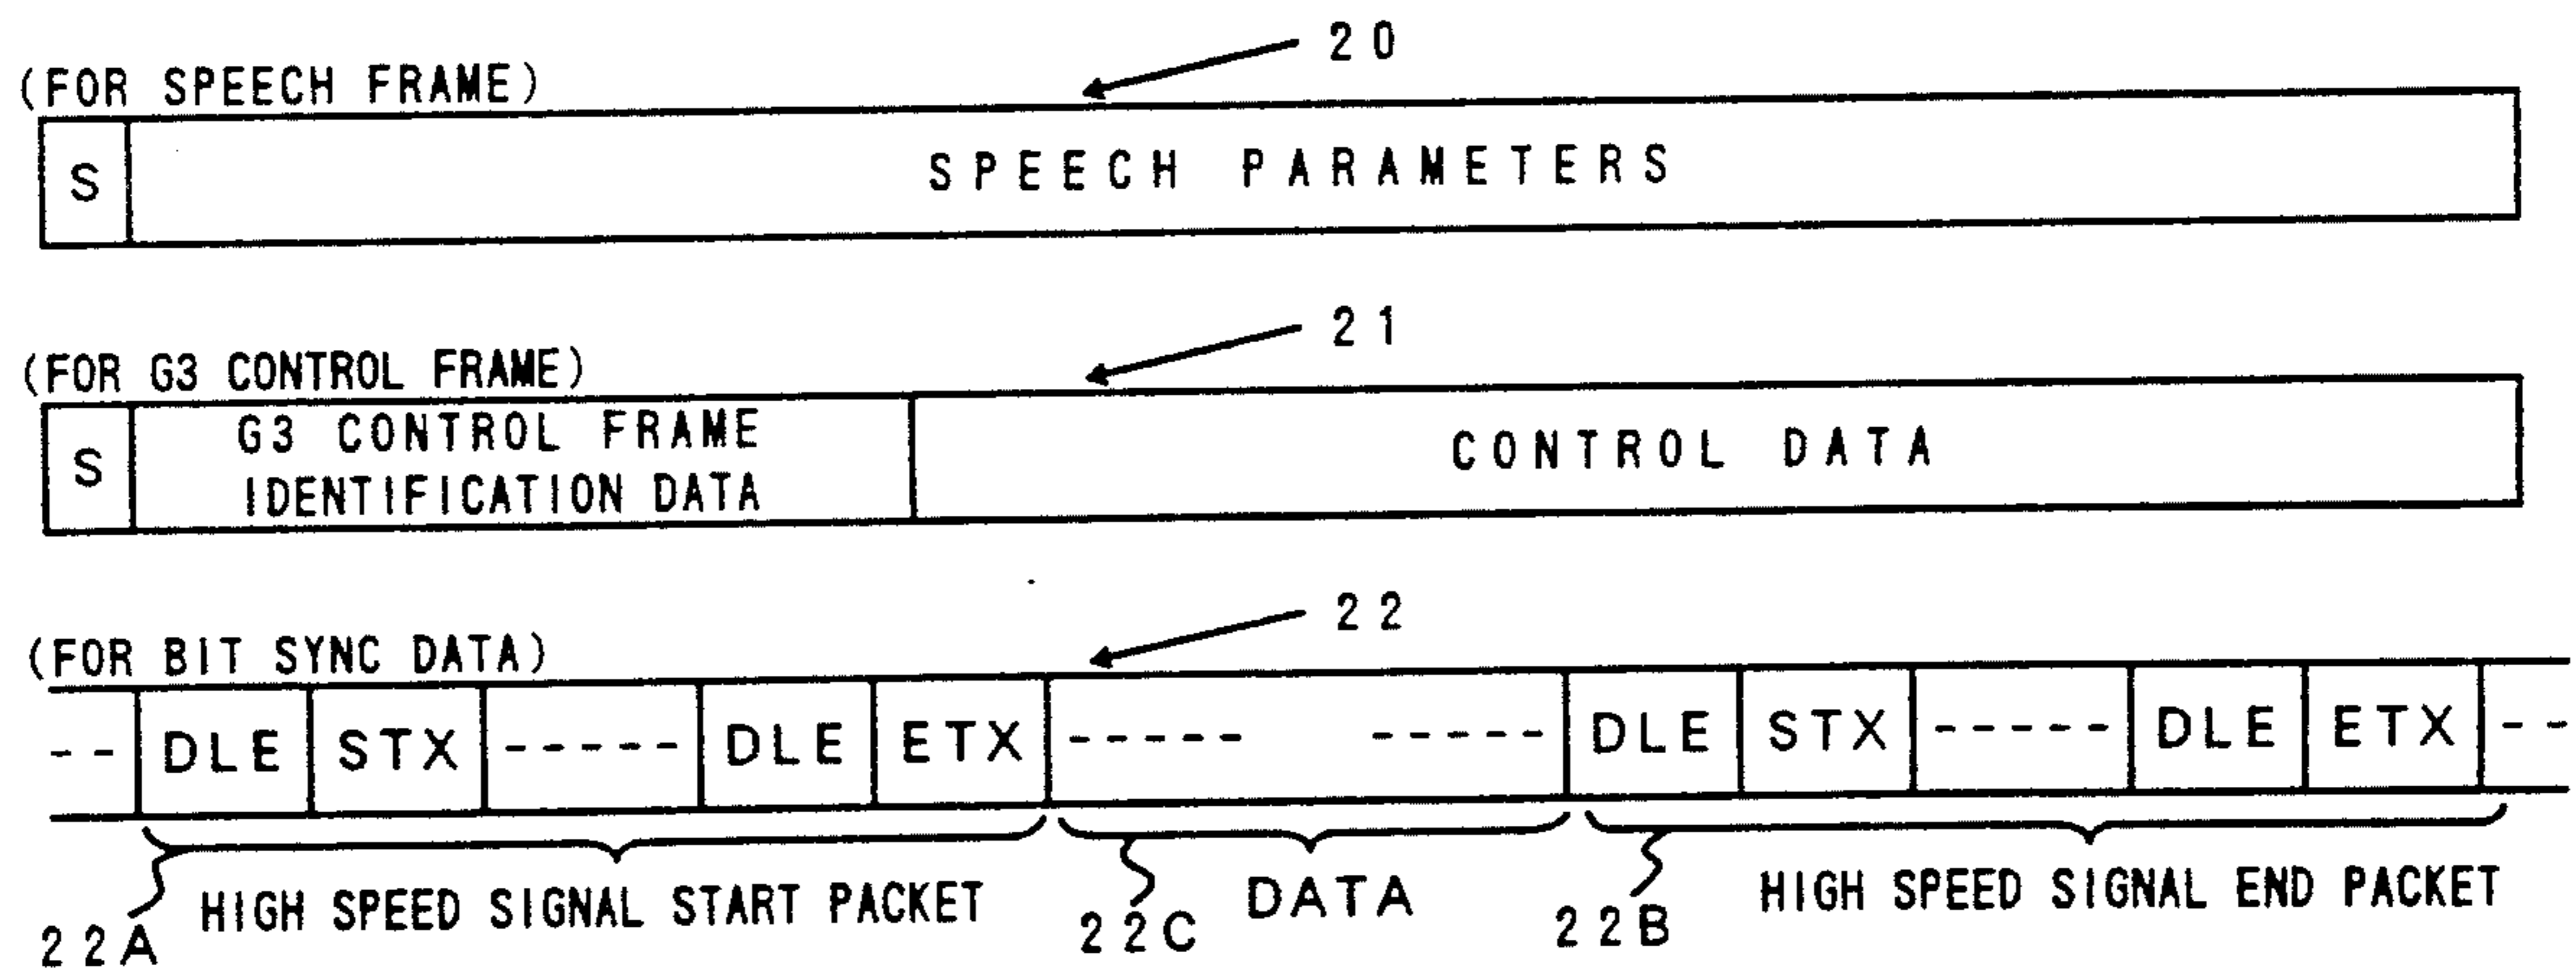 20
(FOR SPEECH FRAME)
S SPEECH PARAMETERS
21
(FOR G3 CONTROL FRAME)
S G3 CONTROL FRAME IDENTIFICATION DATA CONTROL DATA
22
(FOR BIT SYNC DATA)
-- DLE STX ----- DLE ETX ----- ----- DLE STX ----- DLE ETX --
22A HIGH SPEED SIGNAL START PACKET 22C DATA 22B HIGH SPEED SIGNAL END PACKET